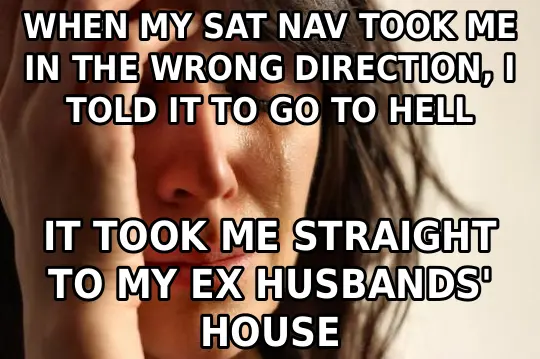 WHEN MY SAT NAV TOOK ME
IN THE WRONG DIRECTION, I
TOLD IT TO GO TO HELL
IT TOOK ME STRAIGHT
TO MY EX HUSBANDS'
HOUSE